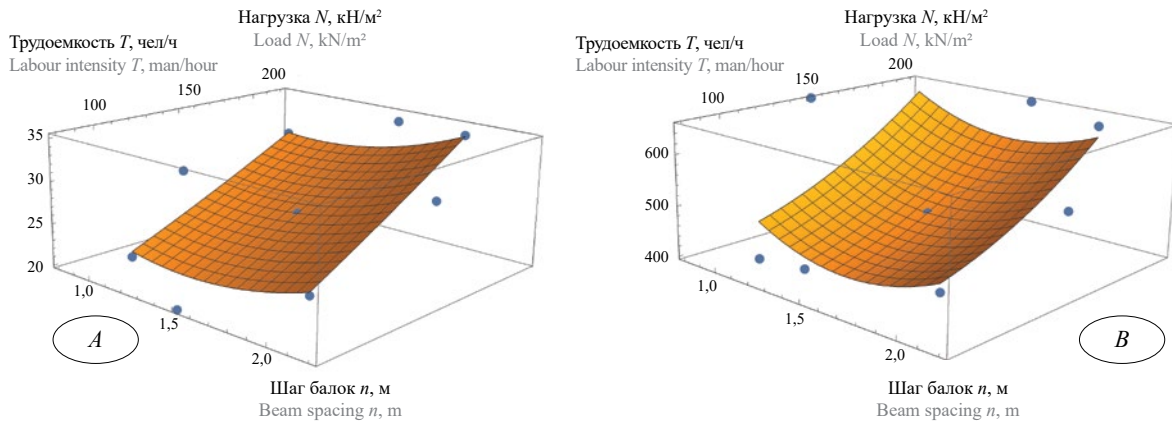 Нагрузка N, кН/м²
Load N, kN/m²
Трудоемкость T, чел/ч
Labour intensity T, man/hour
200
150
100
35
30
25
20
1,0
1,5
2,0
A
Шаг балок n, м
Beam spacing n, m
Нагрузка N, кН/м²
Load N, kN/m²
Трудоемкость T, чел/ч
Labour intensity T, man/hour
200
150
100
600
500
400
1,0
1,5
2,0
B
Шаг балок n, м
Beam spacing n, m